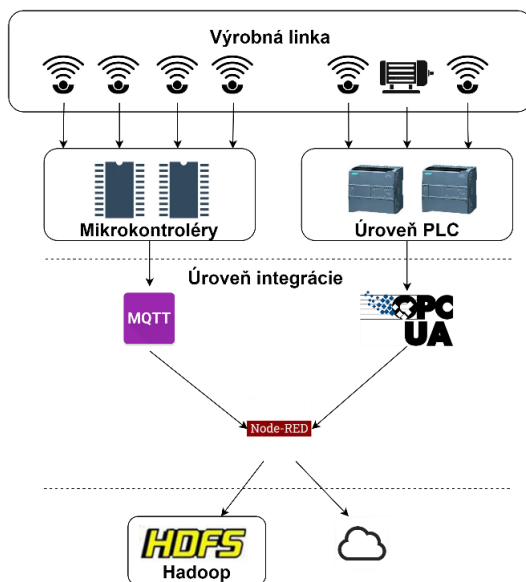 Výrobná linka
Mikrokontroléry
Úroveň PLC
Úroveň integrácie
MQTT
OPC
UA
Node-RED
HDFS
Hadoop